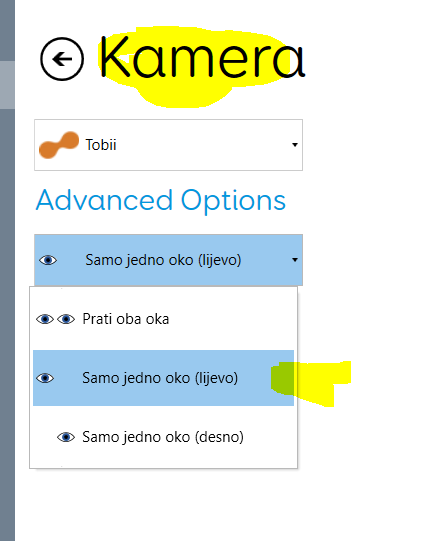 Kamera
Tobii
Advanced Options
Samo jedno oko (lijevo)
Prati oba oka
Samo jedno oko (lijevo)
Samo jedno oko (desno)